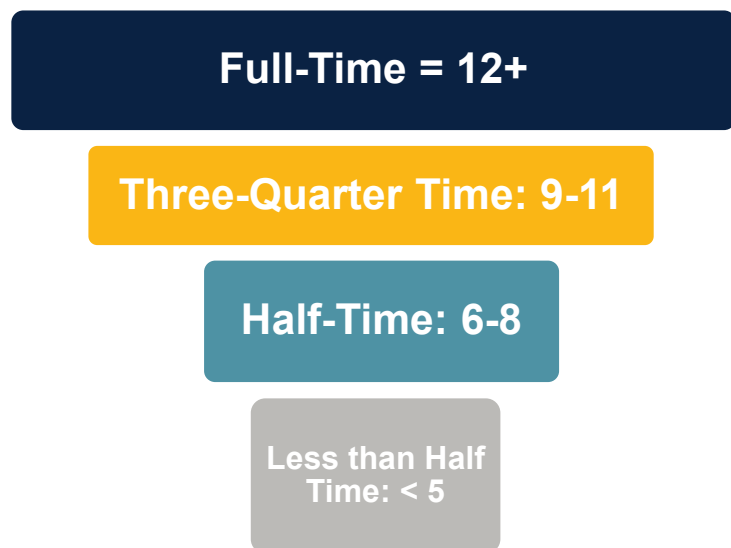 Full-Time = 12+
Three-Quarter Time: 9-11
Half-Time: 6-8
Less than Half
Time: < 5